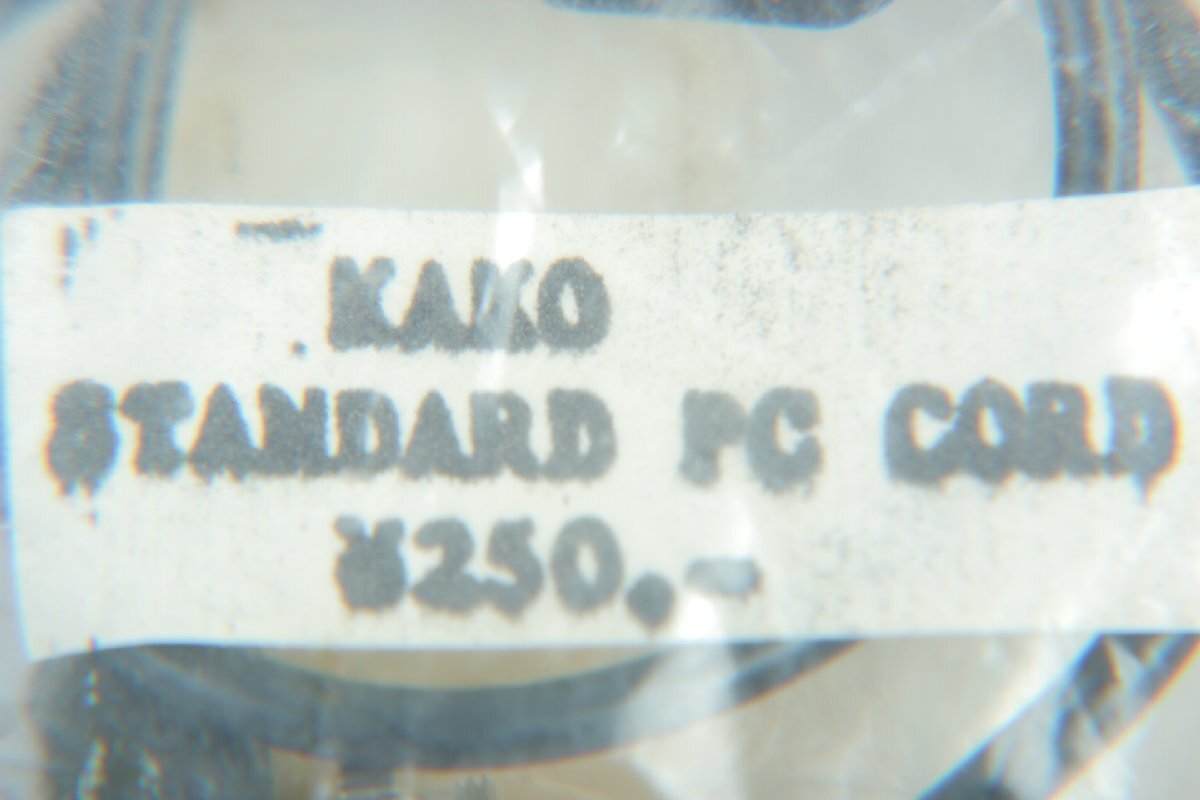 KAKO
STANDARD PC CORD
¥250.-